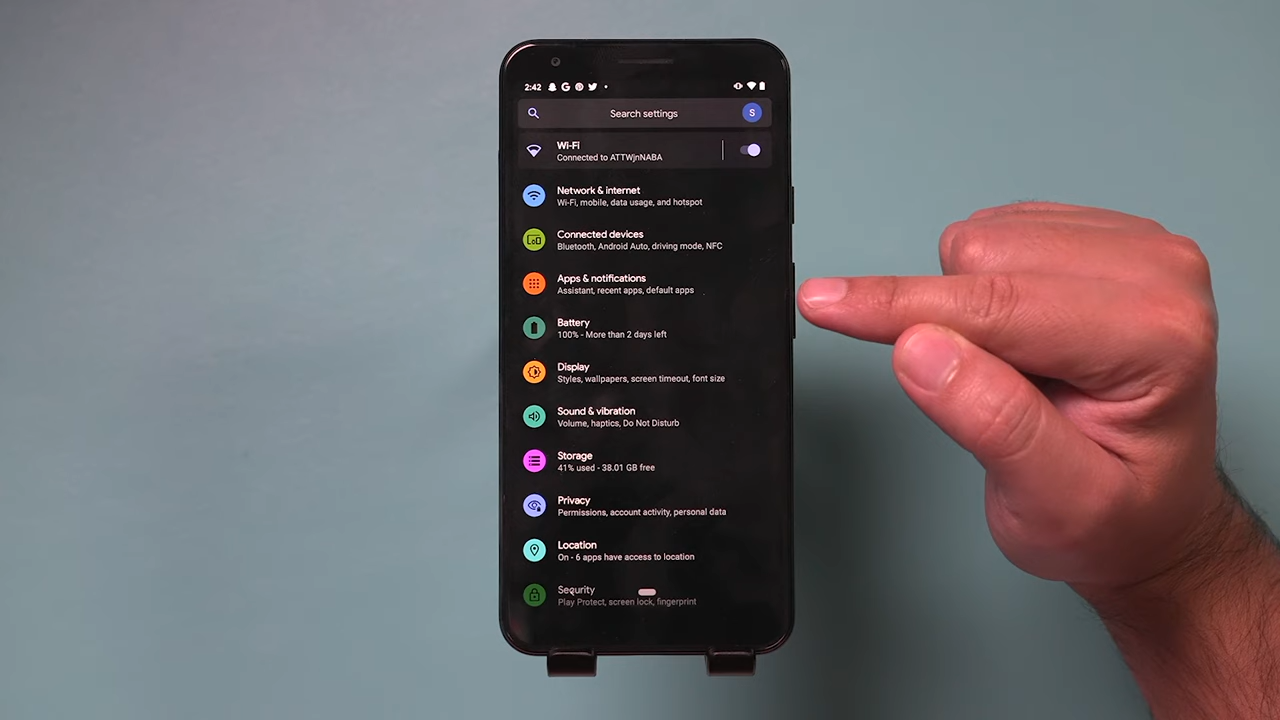 2:42
Search settings
S
Wi-Fi
Connected to ATTWjnNABA
Network & internet
Wi-Fi, mobile, data usage, and hotspot
Connected devices
Bluetooth, Android Auto, driving mode, NFC
Apps & notifications
Assistant, recent apps, default apps
Battery
100% - More than 2 days left
Display
Styles, wallpapers, screen timeout, font size
Sound & vibration
Volume, haptics, Do Not Disturb
Storage
41% used - 38.01 GB free
Privacy
Permissions, account activity, personal data
Location
On - 6 apps have access to location
Security
Play Protect, screen lock, fingerprint